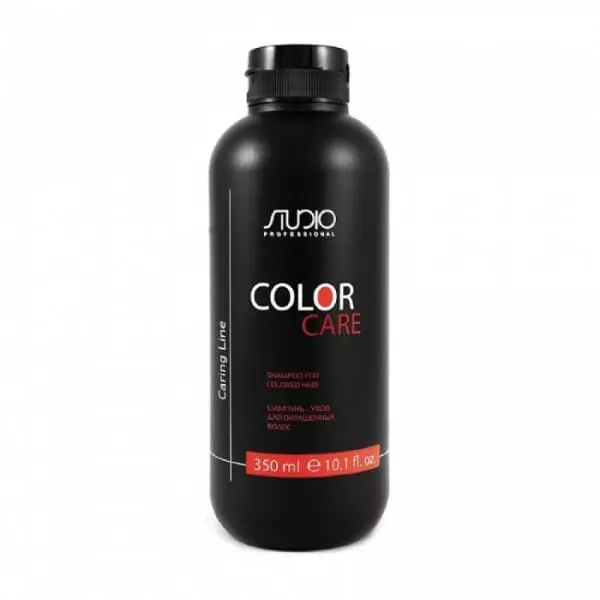 STUDIO
PROFESSIONAL
COLOR
CARE
SHAMPOO FOR
COLORED HAIR
ШАМПУНЬ - УХОД
ДЛЯ ОКРАШЕННЫХ
ВОЛОС
350 ml ℮ 10.1 fl. oz.
Caring Line